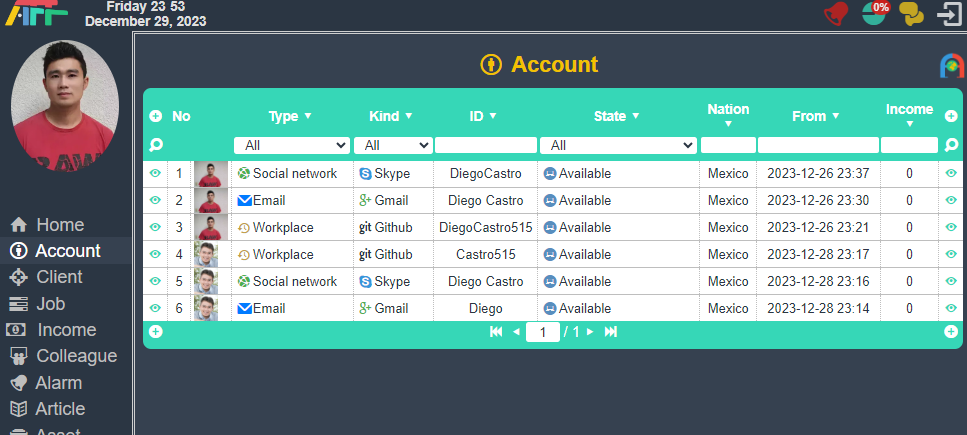 AFF
Friday 23 53
December 29, 2023
0%
Account
No Type Kind ID State Nation From Income
All All All
1 Social network Skype DiegoCastro Available Mexico 2023-12-26 23:37 0
2 Email Gmail Diego Castro Available Mexico 2023-12-26 23:30 0
3 Workplace git Github DiegoCastro515 Available Mexico 2023-12-26 23:21 0
4 Workplace git Github Castro515 Available Mexico 2023-12-28 23:17 0
5 Social network Skype Diego Castro Available Mexico 2023-12-28 23:16 0
6 Email Gmail Diego Available Mexico 2023-12-28 23:14 0
1 / 1
Home
Account
Client
Job
Income
Colleague
Alarm
Article
Asset